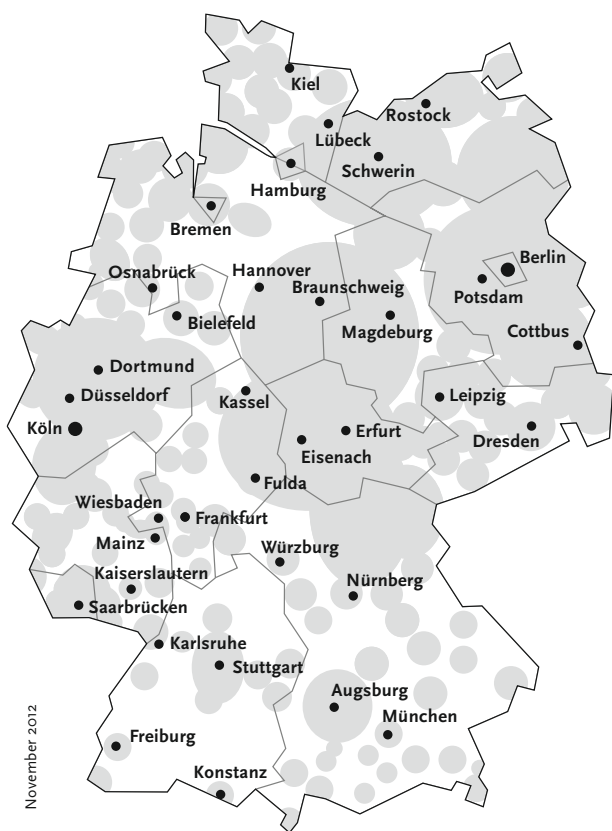 Kiel
Rostock
Lübeck
Schwerin
Hamburg
Bremen
Berlin
Osnabrück
Hannover
Braunschweig
Potsdam
Bielefeld
Magdeburg
Cottbus
Dortmund
Düsseldorf
Kassel
Leipzig
Köln
Erfurt
Dresden
Eisenach
Fulda
Wiesbaden
Frankfurt
Mainz
Würzburg
Kaiserslautern
Nürnberg
Saarbrücken
Karlsruhe
Stuttgart
Augsburg
München
Freiburg
Konstanz
November 2012